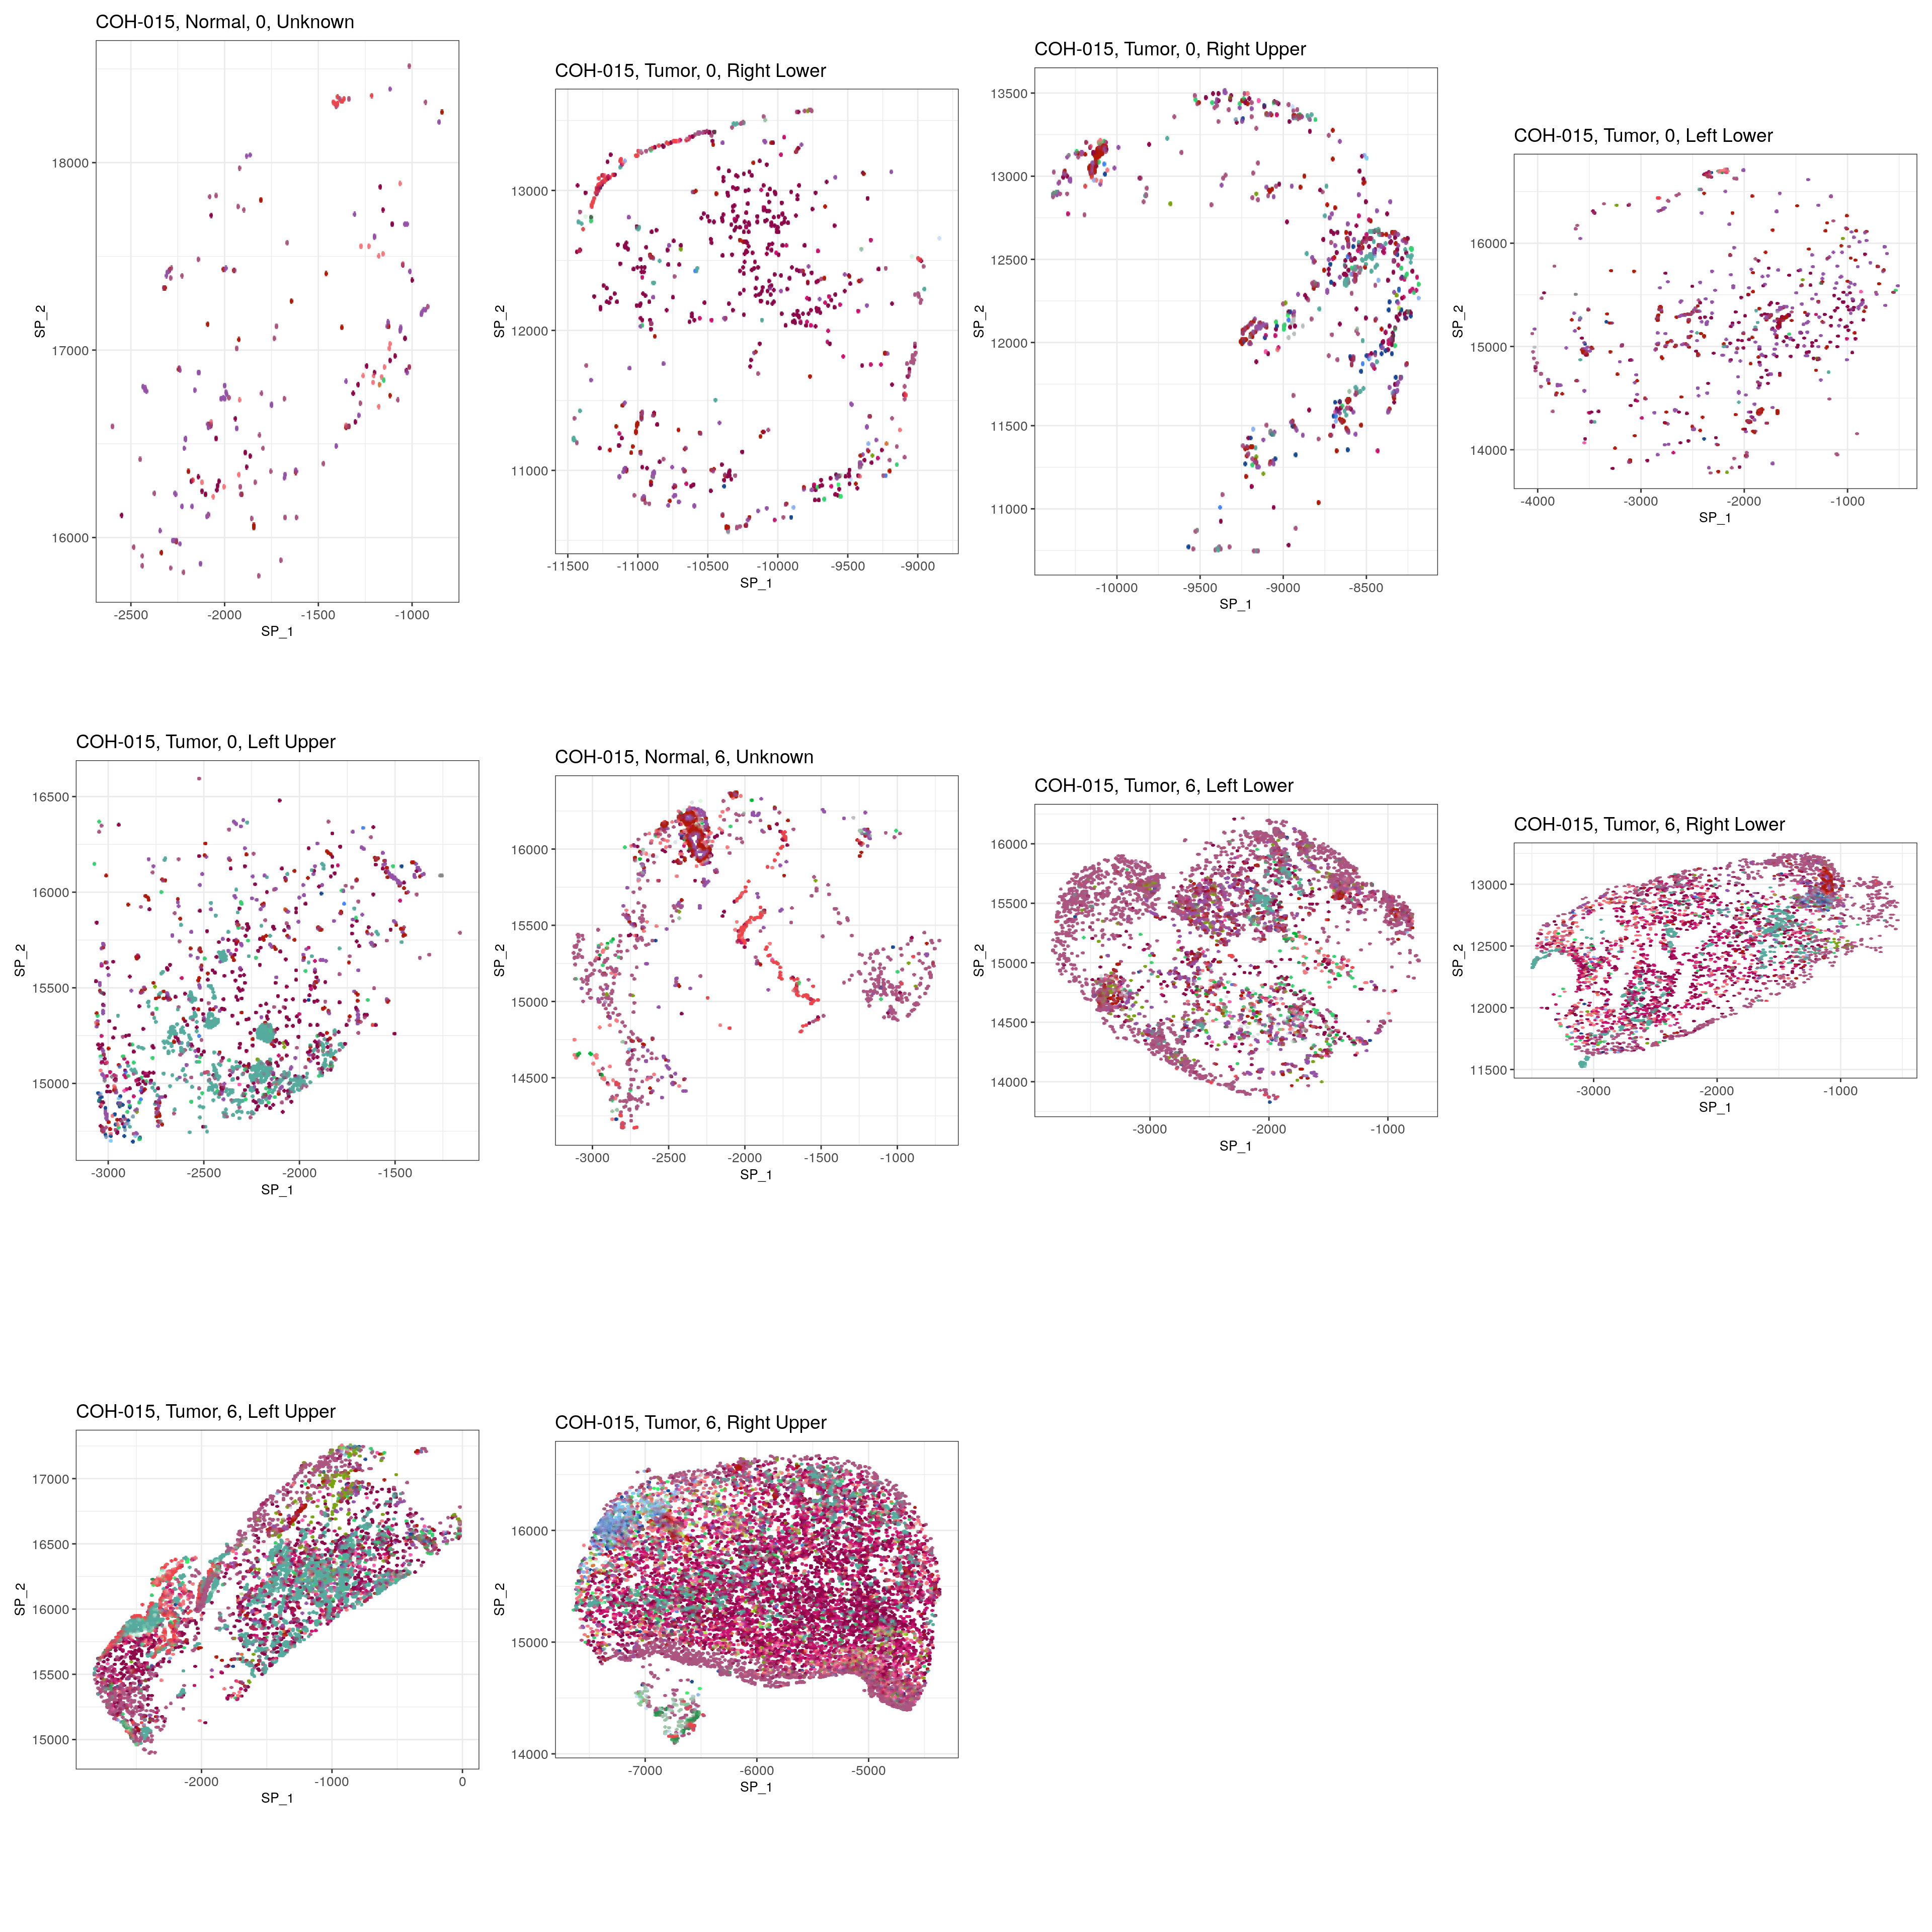 COH-015, Normal, 0, Unknown
18000
17000
16000
SP_2
-2500 -2000 -1500 -1000
SP_1
COH-015, Tumor, 0, Right Lower
13000
12000
11000
SP_2
-11500 -11000 -10500 -10000 -9500 -9000
SP_1
COH-015, Tumor, 0, Right Upper
13500
13000
12500
12000
11500
11000
SP_2
-10000 -9500 -9000 -8500
SP_1
COH-015, Tumor, 0, Left Lower
16000
15000
14000
SP_2
-4000 -3000 -2000 -1000
SP_1
COH-015, Tumor, 0, Left Upper
16500
16000
15500
15000
SP_2
-3000 -2500 -2000 -1500
SP_1
COH-015, Normal, 6, Unknown
16000
15500
15000
14500
SP_2
-3000 -2500 -2000 -1500 -1000
SP_1
COH-015, Tumor, 6, Left Lower
16000
15500
15000
14500
14000
SP_2
-3000 -2000 -1000
SP_1
COH-015, Tumor, 6, Right Lower
13000
12500
12000
11500
SP_2
-3000 -2000 -1000
SP_1
COH-015, Tumor, 6, Left Upper
17000
16500
16000
15500
15000
SP_2
-2000 -1000 0
SP_1
COH-015, Tumor, 6, Right Upper
16000
15000
14000
SP_2
-7000 -6000 -5000
SP_1